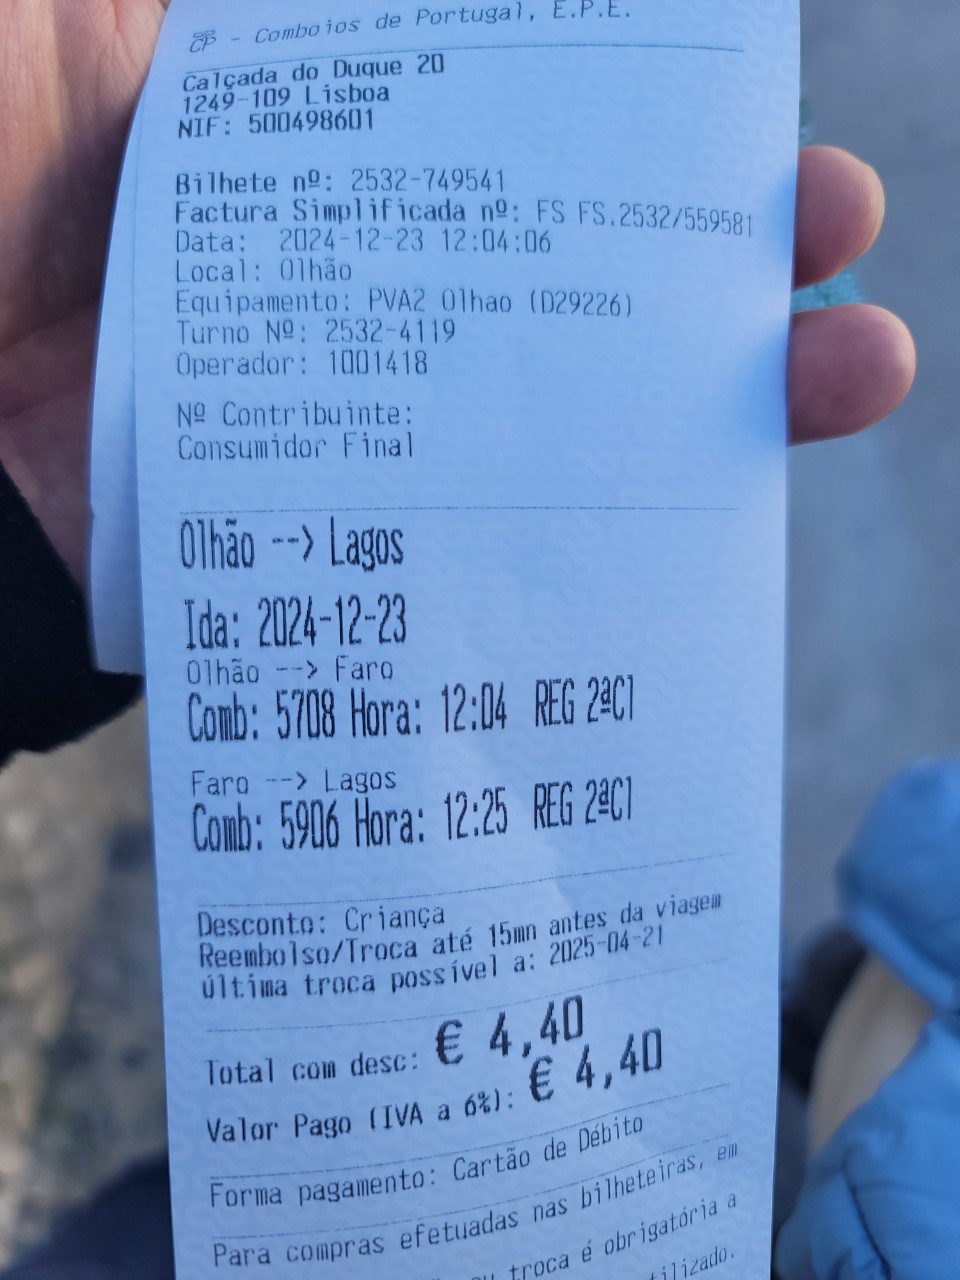 CP - Comboios de Portugal, E.P.E.
Calçada do Duque 20
1249-109 Lisboa
NIF: 500498601
Bilhete nº: 2532-749541
Factura Simplificada nº: FS FS.2532/559581
Data: 2024-12-23 12:04:06
Local: Olhão
Equipamento: PVA2 Olhao (D29226)
Turno Nº: 2532-4119
Operador: 1001418
Nº Contribuinte:
Consumidor Final
Olhão --> Lagos
Ida: 2024-12-23
Olhão --> Faro
Comb: 5708 Hora: 12:04 REG 2ªCl
Faro --> Lagos
Comb: 5906 Hora: 12:25 REG 2ªCl
Desconto: Criança
Reembolso/Troca até 15mn antes da viagem
Última troca possível a: 2025-04-21
Total com desc: € 4,40
Valor Pago (IVA a 6%): € 4,40
Forma pagamento: Cartão de Débito
Para compras efetuadas nas bilheteiras, em
troca é obrigatória a